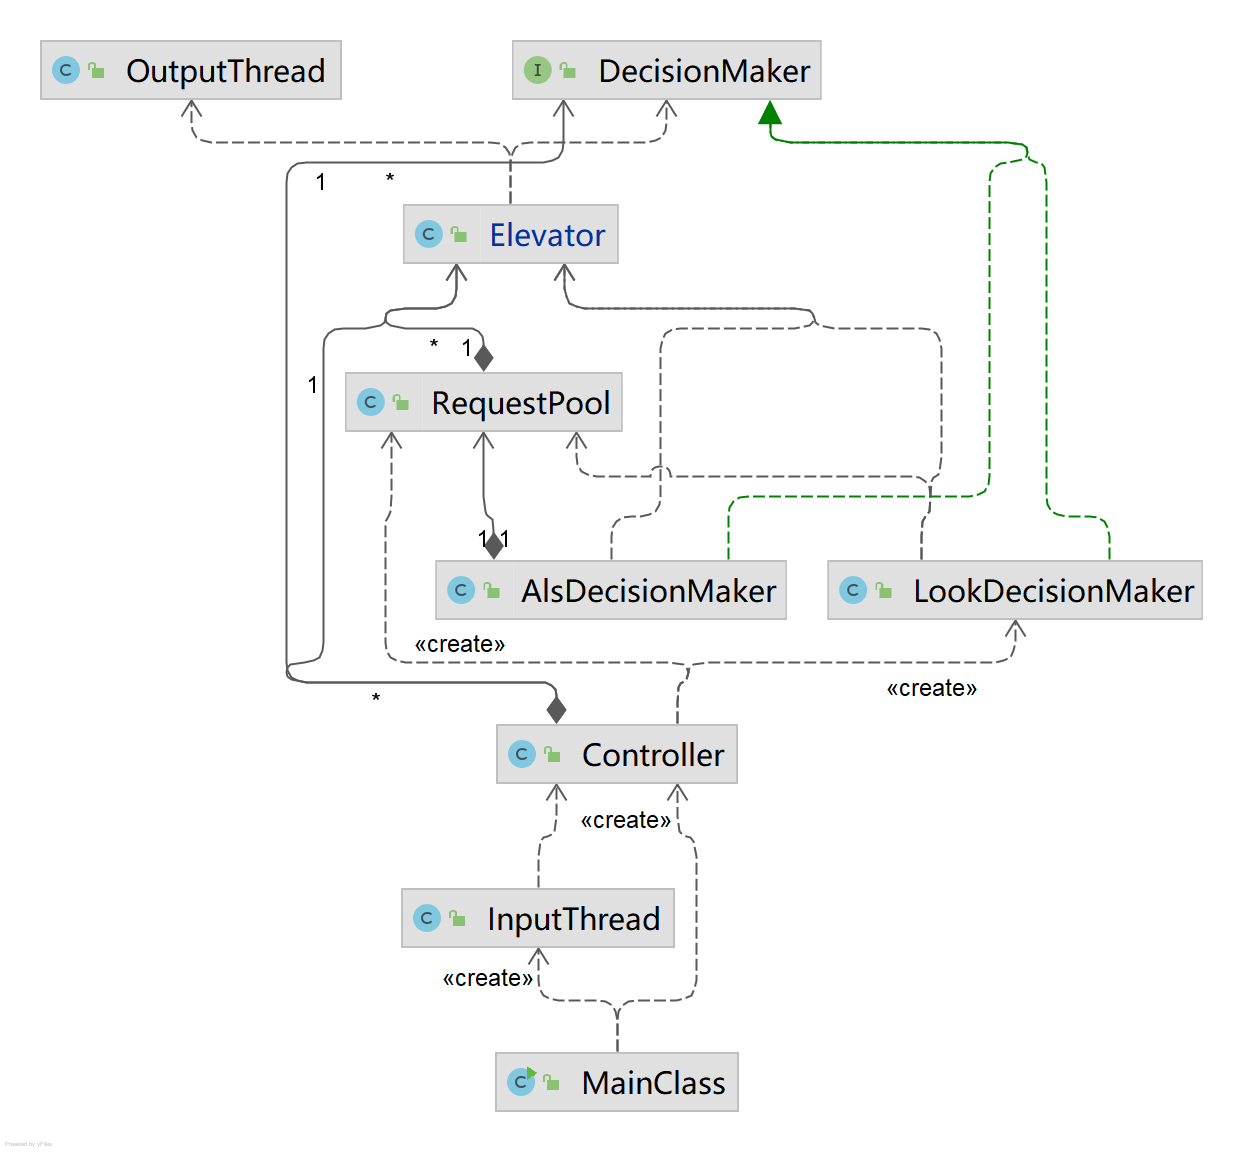 C OutputThread
I DecisionMaker
1
*
C Elevator
*
1
1
C RequestPool
1
1
C AlsDecisionMaker
C LookDecisionMaker
«create»
«create»
*
C Controller
«create»
C InputThread
«create»
C MainClass
Powered by yFiles